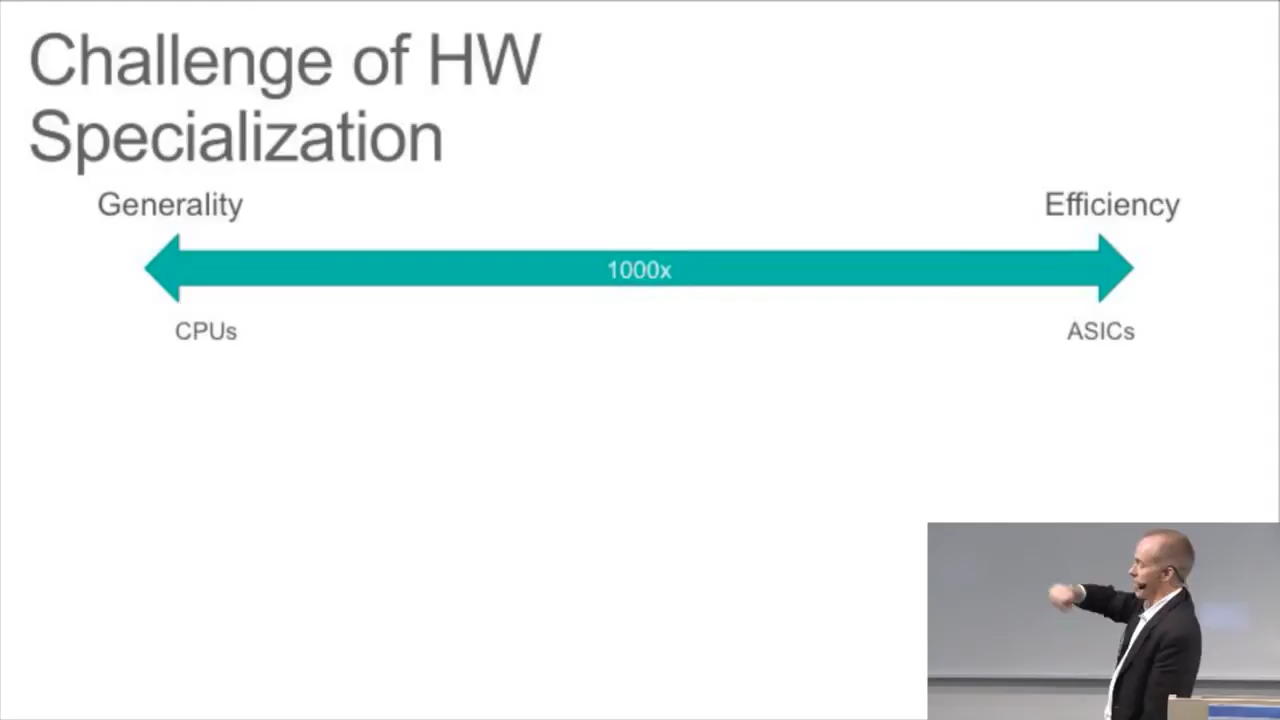 Challenge of HW
Specialization
Generality
Efficiency
1000x
CPUs
ASICs